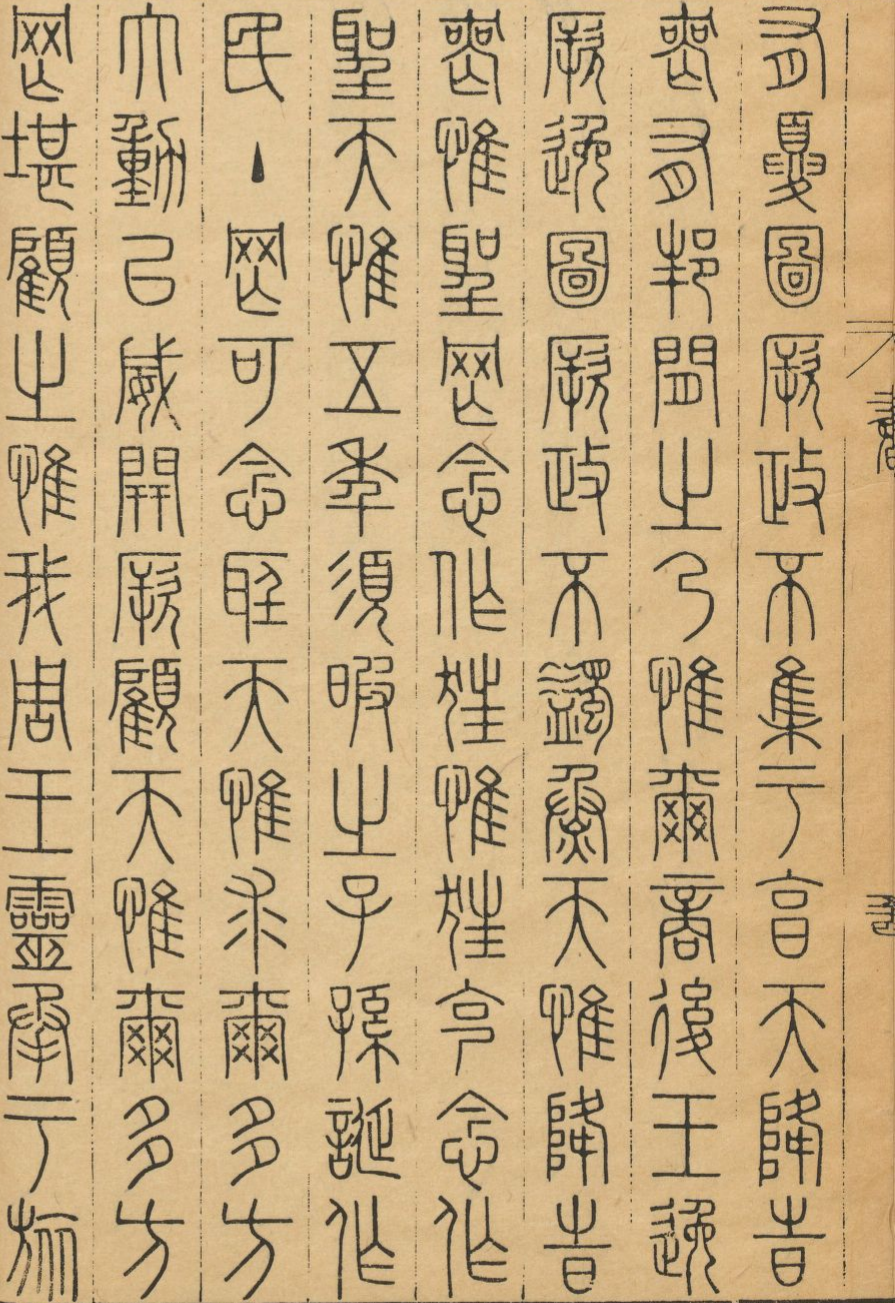 有夏圖厥政不集于享天降時
喪有邦間之乃惟爾商後王逸
厥逸圖厥政不蠲烝天惟降時
喪惟聖罔念作狂惟狂克念作
聖天惟五年須暇之子孫誕作
民主罔可念聽天惟求爾多方
大動以威開厥顧天惟爾多方
罔堪顧之惟我周王靈承于旅